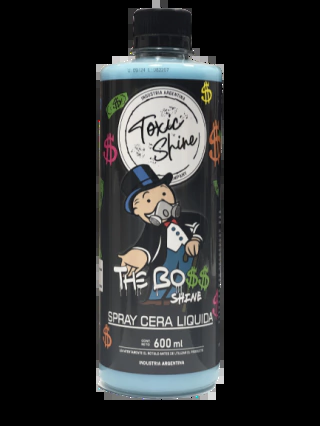 INDUSTRIA ARGENTINA
Toxic
Shine
THE BO$$
SHINE
SPRAY CERA LIQUIDA
600 ml
INDUSTRIA ARGENTINA